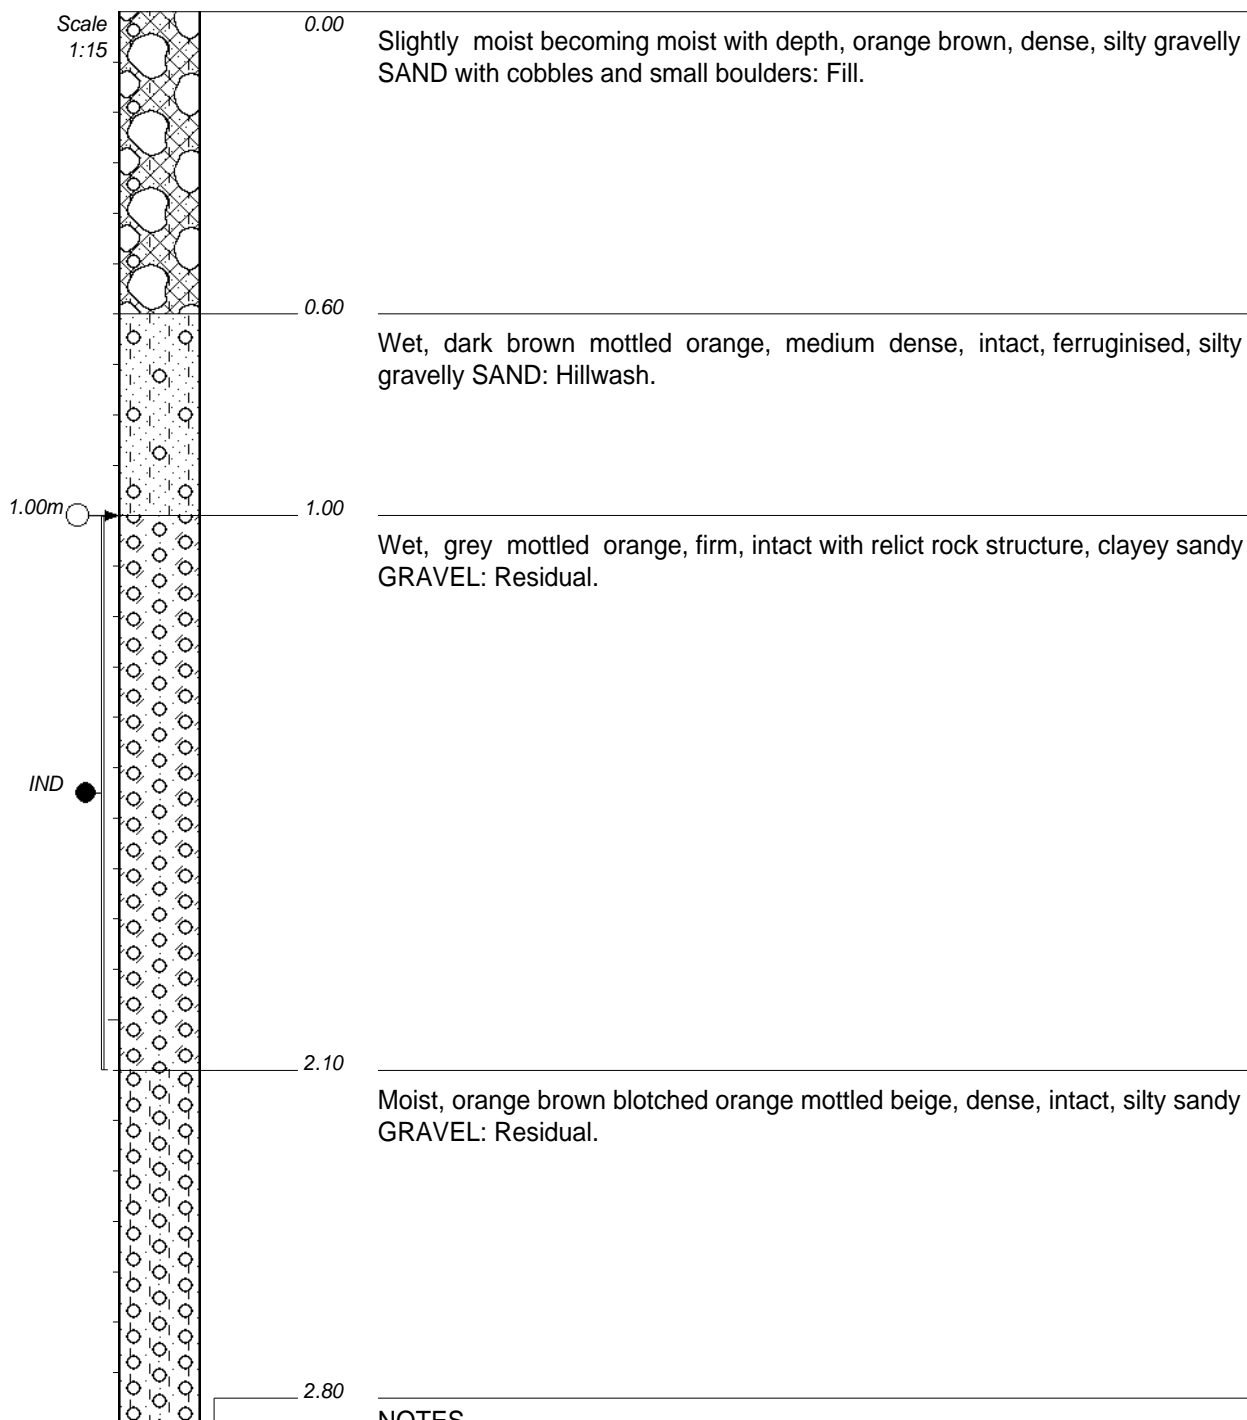 Scale
1:15
0.00
Slightly moist becoming moist with depth, orange brown, dense, silty gravelly
SAND with cobbles and small boulders: Fill.
0.60
Wet, dark brown mottled orange, medium dense, intact, ferruginised, silty
gravelly SAND: Hillwash.
1.00m
1.00
Wet, grey mottled orange, firm, intact with relict rock structure, clayey sandy
GRAVEL: Residual.
IND
2.10
Moist, orange brown blotched orange mottled beige, dense, intact, silty sandy
GRAVEL: Residual.
2.80
NOTES